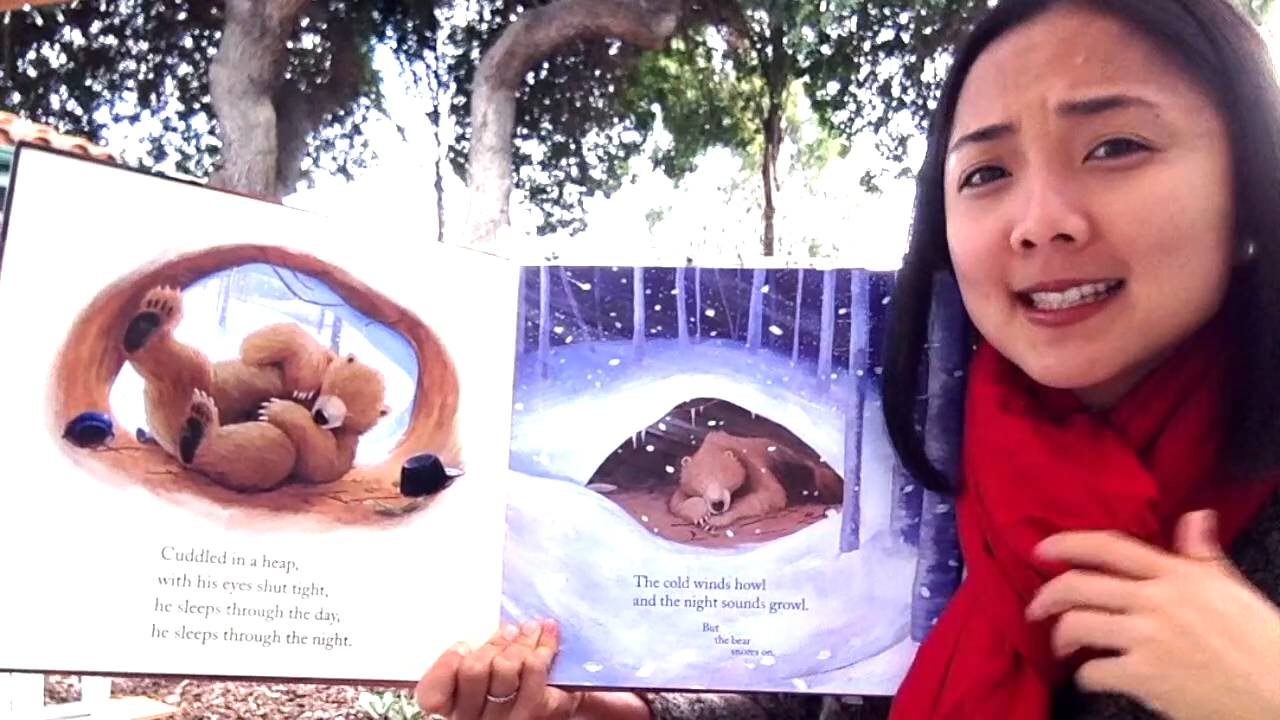 Cuddled in a heap,
with his eyes shut tight,
he sleeps through the day,
he sleeps through the night.
The cold winds howl
and the night sounds growl.
But
the bear
snores on.